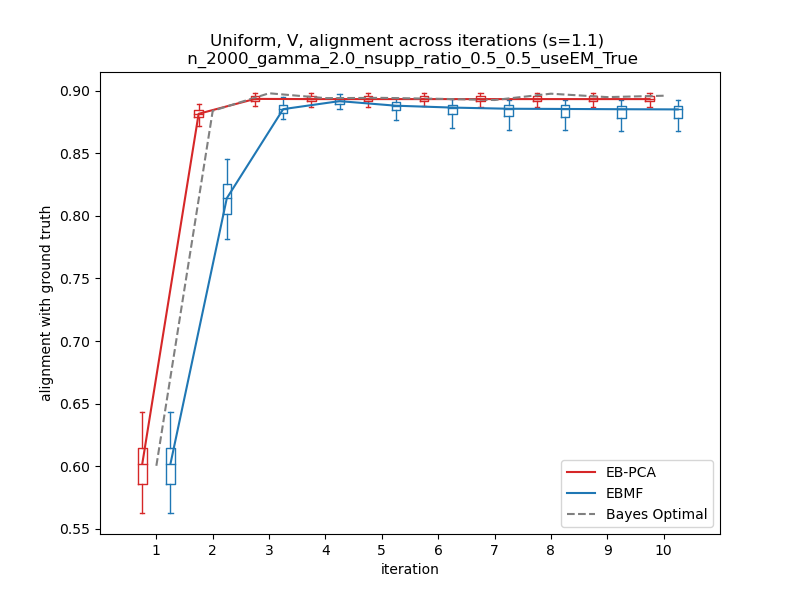 Uniform, V, alignment across iterations (s=1.1)
n_2000_gamma_2.0_nsupp_ratio_0.5_0.5_useEM_True
alignment with ground truth
0.90
0.85
0.80
0.75
0.70
0.65
0.60
0.55
EB-PCA
EBMF
Bayes Optimal
1 2 3 4 5 6 7 8 9 10
iteration